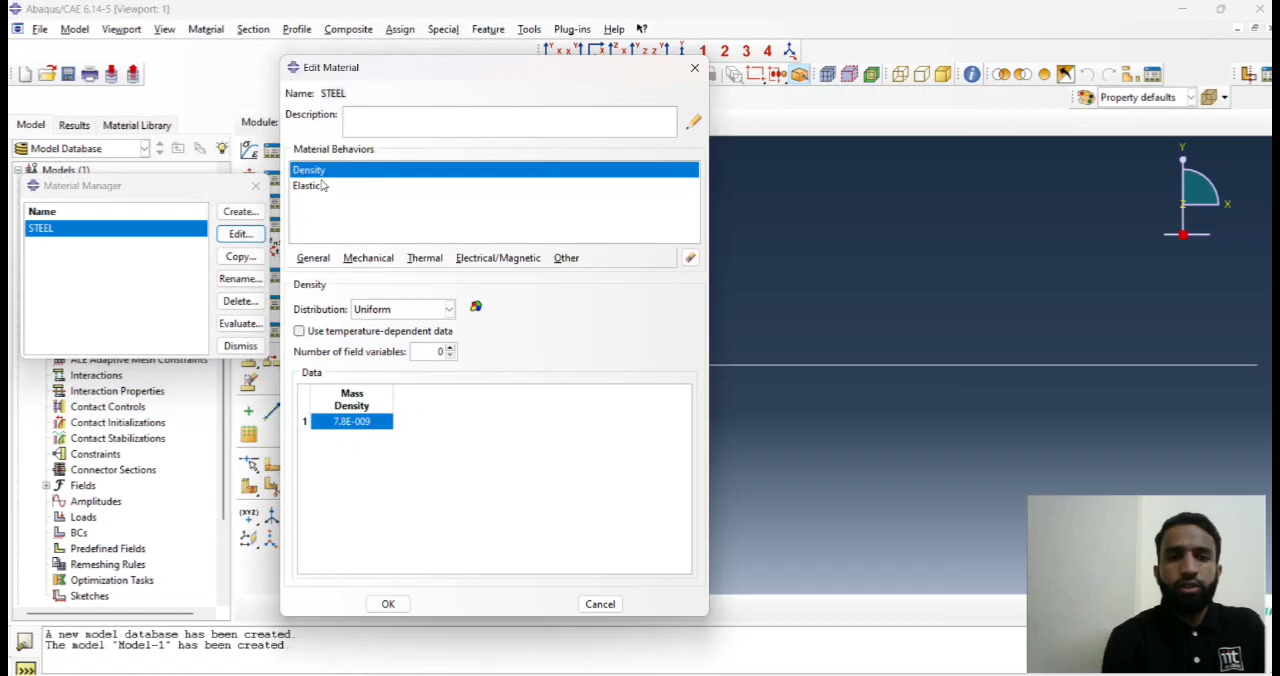 Abaqus/CAE 6.14-5 [Viewport: 1]
File Model Viewport View Material Section Profile Composite Assign Special Feature Tools Plug-ins Help
1 2 3 4
Property defaults
Model Results Material Library
Module:
Model Database
Models (1)
Material Manager
Name
STEEL
Create...
Edit...
Copy...
Rename...
Delete...
Evaluate...
Dismiss
ALE Adaptive Mesh Constraints
Interactions
Interaction Properties
Contact Controls
Contact Initializations
Contact Stabilizations
Constraints
Connector Sections
Fields
Amplitudes
Loads
BCs
Predefined Fields
Remeshing Rules
Optimization Tasks
Sketches
(XYZ)
Edit Material
Name: STEEL
Description:
Material Behaviors
Density
Elastic
General Mechanical Thermal Electrical/Magnetic Other
Density
Distribution: Uniform
Use temperature-dependent data
Number of field variables: 0
Data
Mass
Density
1 7.8E-009
OK Cancel
Y
Z X
A new model database has been created.
The model "Model-1" has been created.
>>>